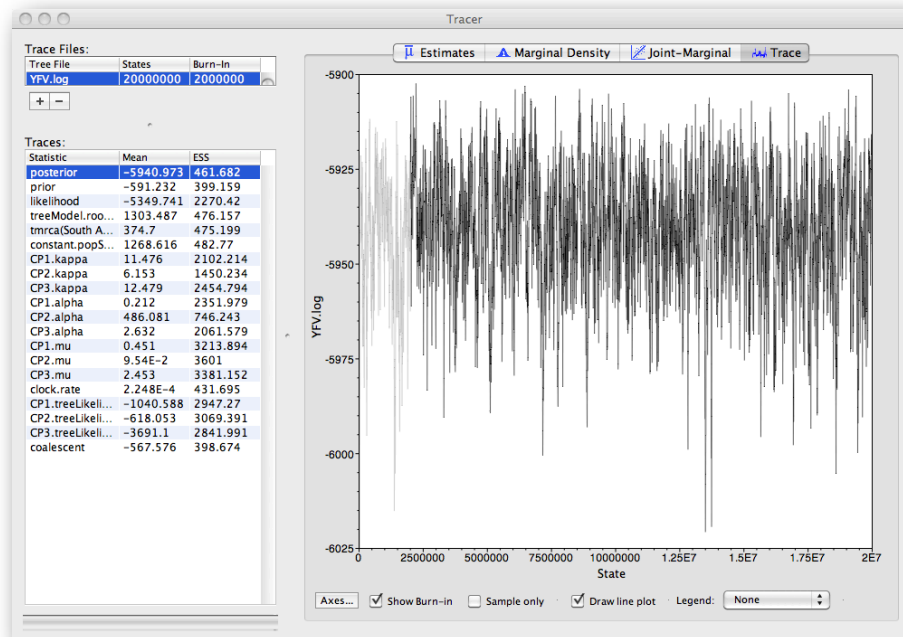 Tracer
Trace Files:
Tree File States Burn-In
YFV.log 20000000 2000000
+ −
Traces:
Statistic Mean ESS
posterior -5940.973 461.682
prior -591.232 399.159
likelihood -5349.741 2270.42
treeModel.roo... 1303.487 476.157
tmrca(South A... 374.7 475.199
constant.popS... 1268.616 482.77
CP1.kappa 11.476 2102.214
CP2.kappa 6.153 1450.234
CP3.kappa 12.479 2454.794
CP1.alpha 0.212 2351.979
CP2.alpha 486.081 746.243
CP3.alpha 2.632 2061.579
CP1.mu 0.451 3213.894
CP2.mu 9.54E-2 3601
CP3.mu 2.453 3381.152
clock.rate 2.248E-4 431.695
CP1.treeLikeli... -1040.588 2947.27
CP2.treeLikeli... -618.053 3069.391
CP3.treeLikeli... -3691.1 2841.991
coalescent -567.576 398.674
Estimates Marginal Density Joint-Marginal Trace
-5900
-5925
-5950
-5975
-6000
-6025
YFV.log
0 2500000 5000000 7500000 10000000 1.25E7 1.5E7 1.75E7 2E7
State
Axes... Show Burn-in Sample only Draw line plot Legend: None